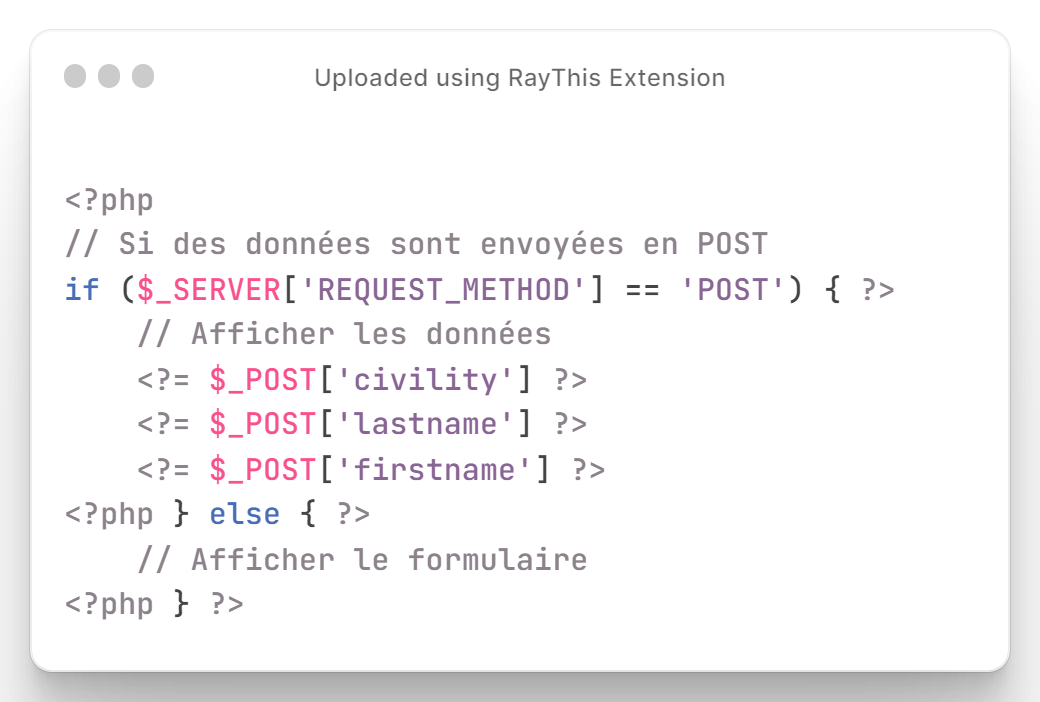 Uploaded using RayThis Extension
<?php
// Si des données sont envoyées en POST
if ($_SERVER['REQUEST_METHOD'] == 'POST') { ?>
    // Afficher les données
    <?= $_POST['civility'] ?>
    <?= $_POST['lastname'] ?>
    <?= $_POST['firstname'] ?>
<?php } else { ?>
    // Afficher le formulaire
<?php } ?>